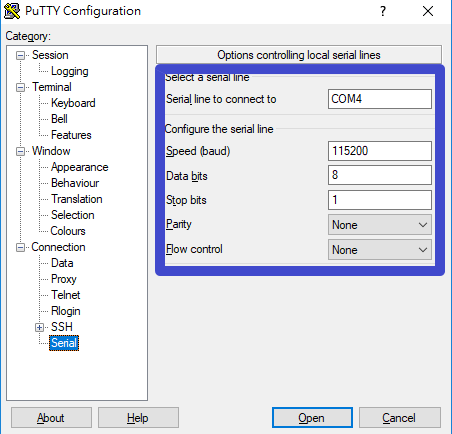 PuTTY Configuration
?
Category:
Session
Logging
Terminal
Keyboard
Bell
Features
Window
Appearance
Behaviour
Translation
Selection
Colours
Connection
Data
Proxy
Telnet
Rlogin
SSH
Serial
Options controlling local serial lines
Select a serial line
Serial line to connect to COM4
Configure the serial line
Speed (baud) 115200
Data bits 8
Stop bits 1
Parity None
Flow control None
About Help Open Cancel